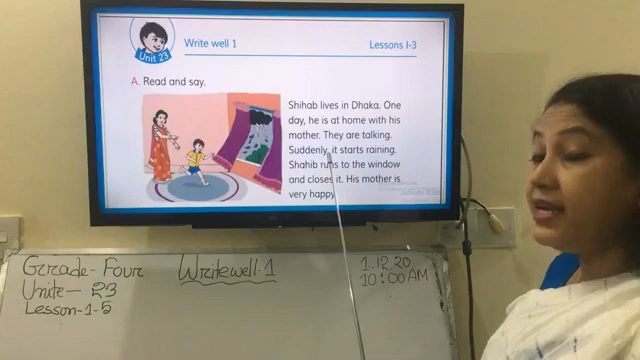 Unit 23
Write well 1
Lessons 1-3
A. Read and say.
Shihab lives in Dhaka. One
day, he is at home with his
mother. They are talking.
Suddenly, it starts raining.
Shahib runs to the window
and closes it. His mother is
very happy.
Grade- Four
Unite- 23
Lesson-1-5
Write well-1
1.12.20
10:00 AM